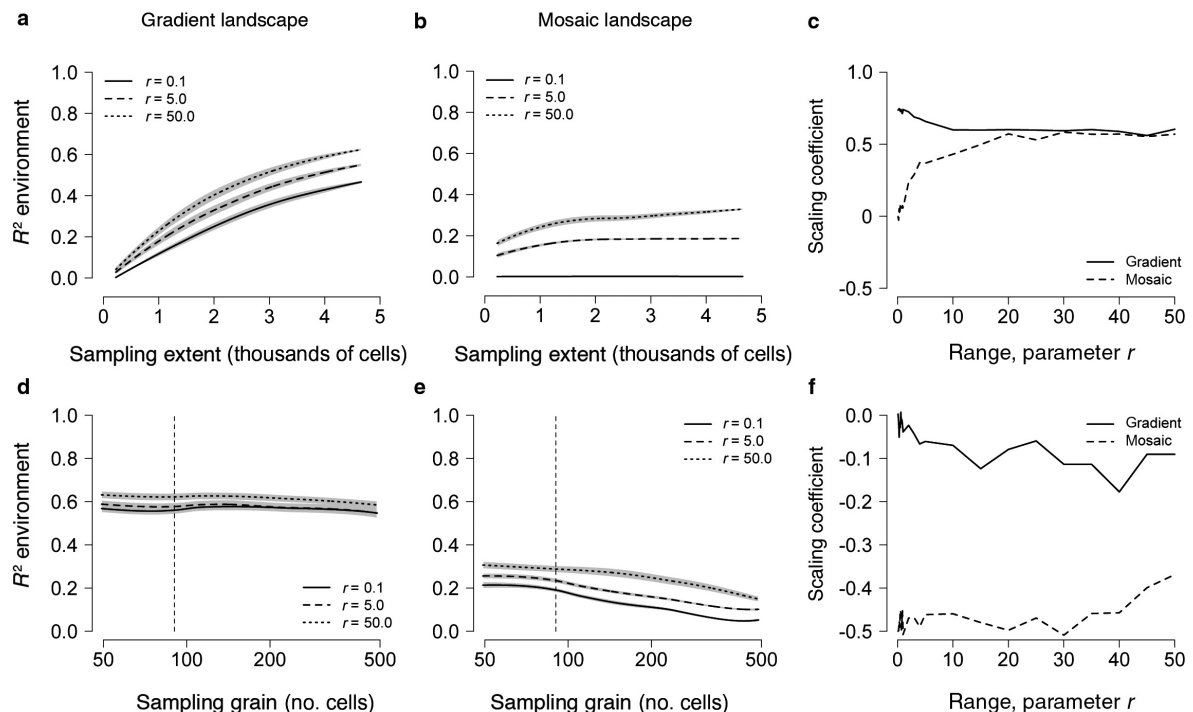 a
Gradient landscape
R² environment
1.0
0.8
0.6
0.4
0.2
0.0
r = 0.1
r = 5.0
r = 50.0
0 1 2 3 4 5
Sampling extent (thousands of cells)
b
Mosaic landscape
1.0
0.8
0.6
0.4
0.2
0.0
r = 0.1
r = 5.0
r = 50.0
0 1 2 3 4 5
Sampling extent (thousands of cells)
c
Scaling coefficient
1.0
0.5
0
-0.5
Gradient
Mosaic
0 10 20 30 40 50
Range, parameter r
d
R² environment
1.0
0.8
0.6
0.4
0.2
0.0
r = 0.1
r = 5.0
r = 50.0
50 100 200 500
Sampling grain (no. cells)
e
1.0
0.8
0.6
0.4
0.2
0.0
r = 0.1
r = 5.0
r = 50.0
50 100 200 500
Sampling grain (no. cells)
f
Scaling coefficient
0.0
-0.1
-0.2
-0.3
-0.4
-0.5
Gradient
Mosaic
0 10 20 30 40 50
Range, parameter r